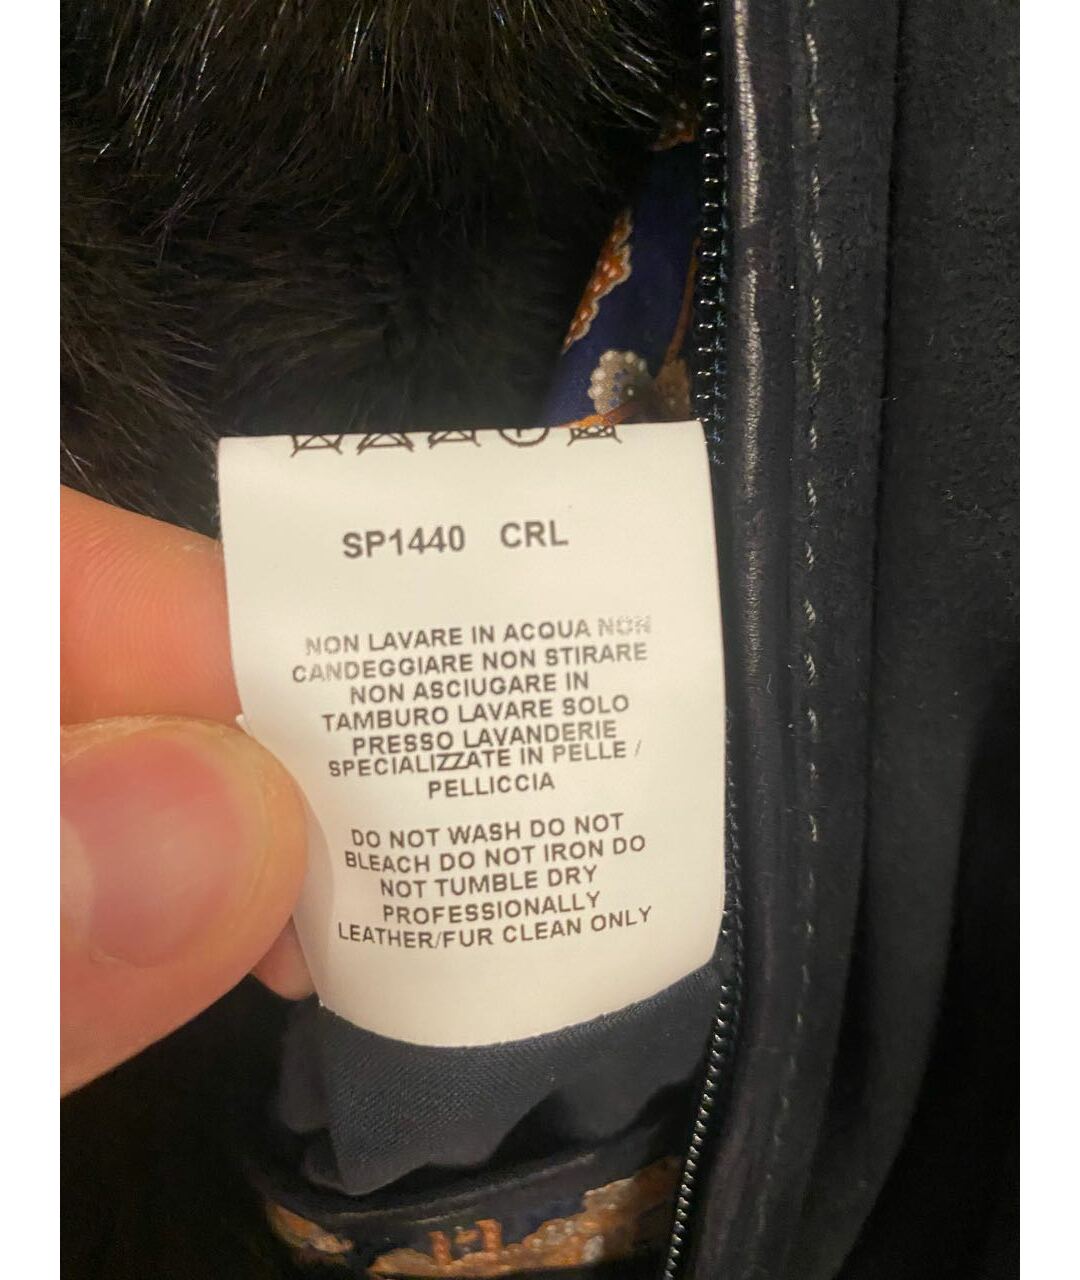 SP1440 CRL
NON LAVARE IN ACQUA NON
CANDEGGIARE NON STIRARE
NON ASCIUGARE IN
TAMBURO LAVARE SOLO
PRESSO LAVANDERIE
SPECIALIZZATE IN PELLE /
PELLICCIA
DO NOT WASH DO NOT
BLEACH DO NOT IRON DO
NOT TUMBLE DRY
PROFESSIONALLY
LEATHER/FUR CLEAN ONLY